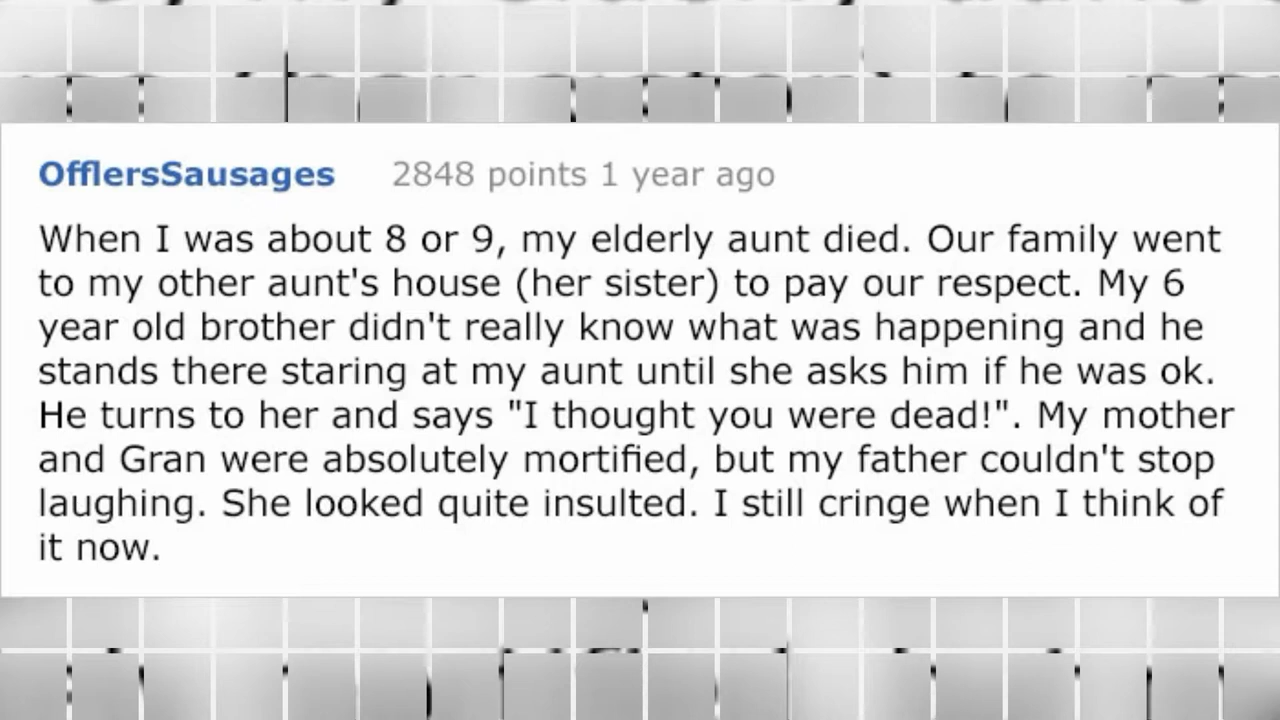 OfflersSausages 2848 points 1 year ago
When I was about 8 or 9, my elderly aunt died. Our family went
to my other aunt's house (her sister) to pay our respect. My 6
year old brother didn't really know what was happening and he
stands there staring at my aunt until she asks him if he was ok.
He turns to her and says "I thought you were dead!". My mother
and Gran were absolutely mortified, but my father couldn't stop
laughing. She looked quite insulted. I still cringe when I think of
it now.